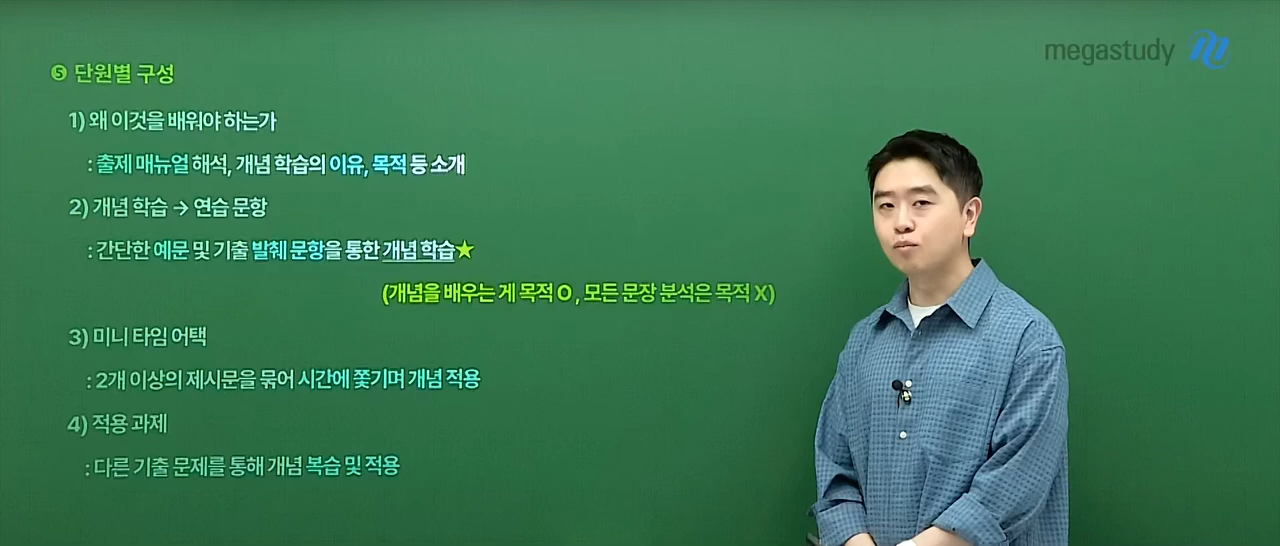 megastudy
❺ 단원별 구성
1) 왜 이것을 배워야 하는가
: 출제 매뉴얼 해석, 개념 학습의 이유, 목적 등 소개
2) 개념 학습 → 연습 문항
: 간단한 예문 및 기출 발췌 문항을 통한 개념 학습★
(개념을 배우는 게 목적 O , 모든 문장 분석은 목적 X)
3) 미니 타임 어택
: 2개 이상의 제시문을 묶어 시간에 쫓기며 개념 적용
4) 적용 과제
: 다른 기출 문제를 통해 개념 복습 및 적용